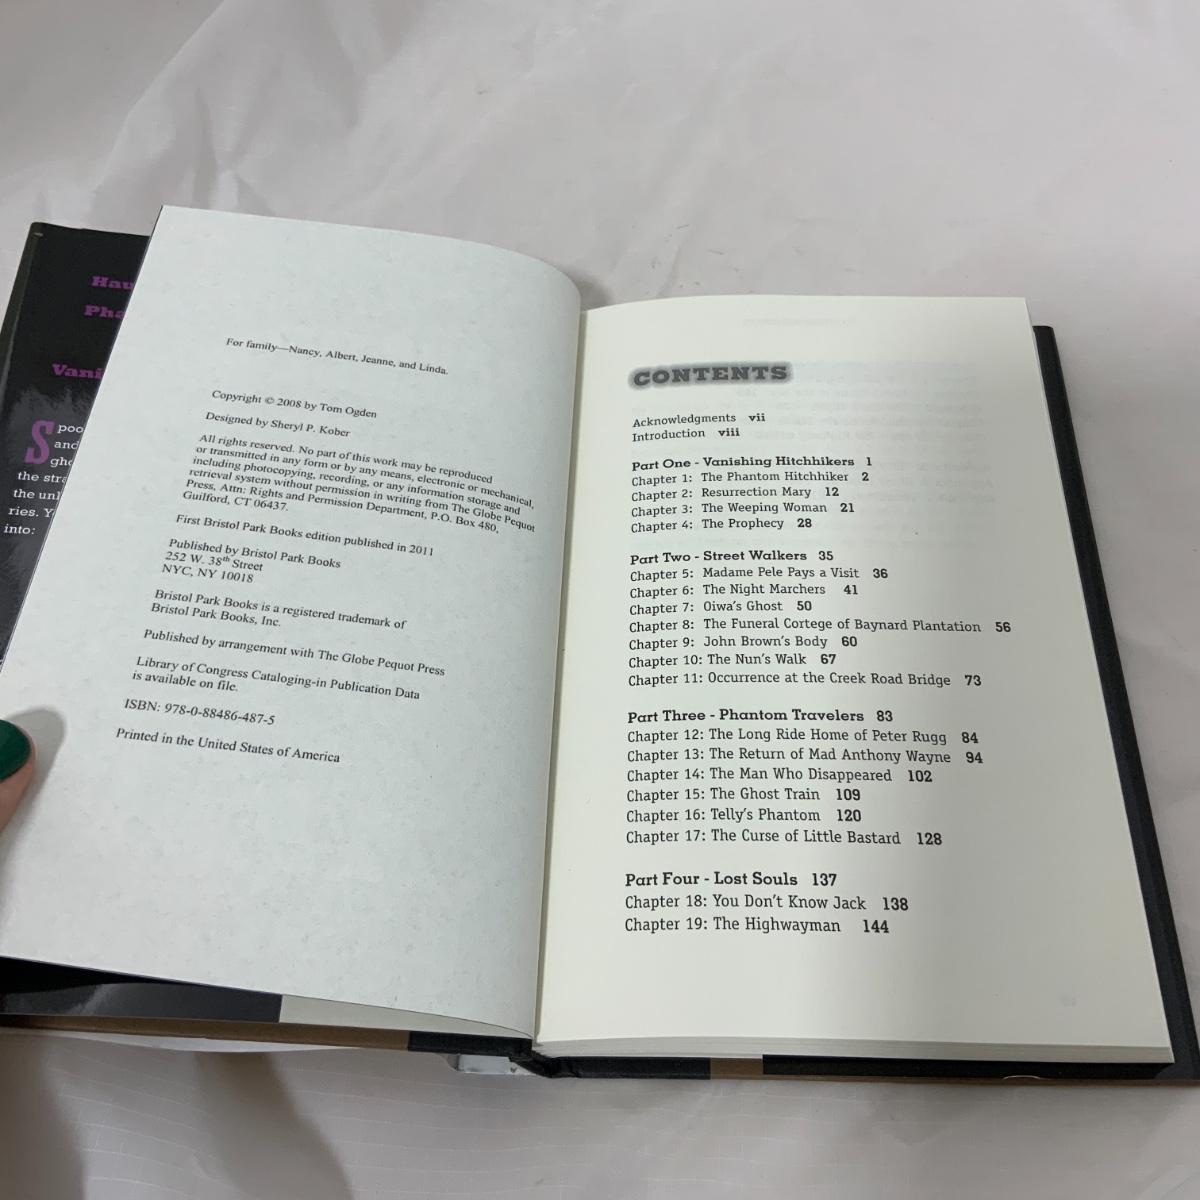 Hau
Pha
Vani
Spoo
and
gho
the stra
the unl
ries. Y
into:
For family—Nancy, Albert, Jeanne, and Linda.
Copyright © 2008 by Tom Ogden
Designed by Sheryl P. Kober
All rights reserved. No part of this work may be reproduced
or transmitted in any form or by any means, electronic or mechanical,
including photocopying, recording, or any information storage and
retrieval system without permission in writing from The Globe Pequot
Press, Attn: Rights and Permission Department, P.O. Box 480,
Guilford, CT 06437.
First Bristol Park Books edition published in 2011
Published by Bristol Park Books
252 W. 38th Street
NYC, NY 10018
Bristol Park Books is a registered trademark of
Bristol Park Books, Inc.
Published by arrangement with The Globe Pequot Press
Library of Congress Cataloging-in Publication Data
is available on file.
ISBN: 978-0-88486-487-5
Printed in the United States of America
CONTENTS
Acknowledgments vii
Introduction viii
Part One - Vanishing Hitchhikers 1
Chapter 1: The Phantom Hitchhiker 2
Chapter 2: Resurrection Mary 12
Chapter 3: The Weeping Woman 21
Chapter 4: The Prophecy 28
Part Two - Street Walkers 35
Chapter 5: Madame Pele Pays a Visit 36
Chapter 6: The Night Marchers 41
Chapter 7: Oiwa's Ghost 50
Chapter 8: The Funeral Cortege of Baynard Plantation 56
Chapter 9: John Brown's Body 60
Chapter 10: The Nun's Walk 67
Chapter 11: Occurrence at the Creek Road Bridge 73
Part Three - Phantom Travelers 83
Chapter 12: The Long Ride Home of Peter Rugg 84
Chapter 13: The Return of Mad Anthony Wayne 94
Chapter 14: The Man Who Disappeared 102
Chapter 15: The Ghost Train 109
Chapter 16: Telly's Phantom 120
Chapter 17: The Curse of Little Bastard 128
Part Four - Lost Souls 137
Chapter 18: You Don't Know Jack 138
Chapter 19: The Highwayman 144